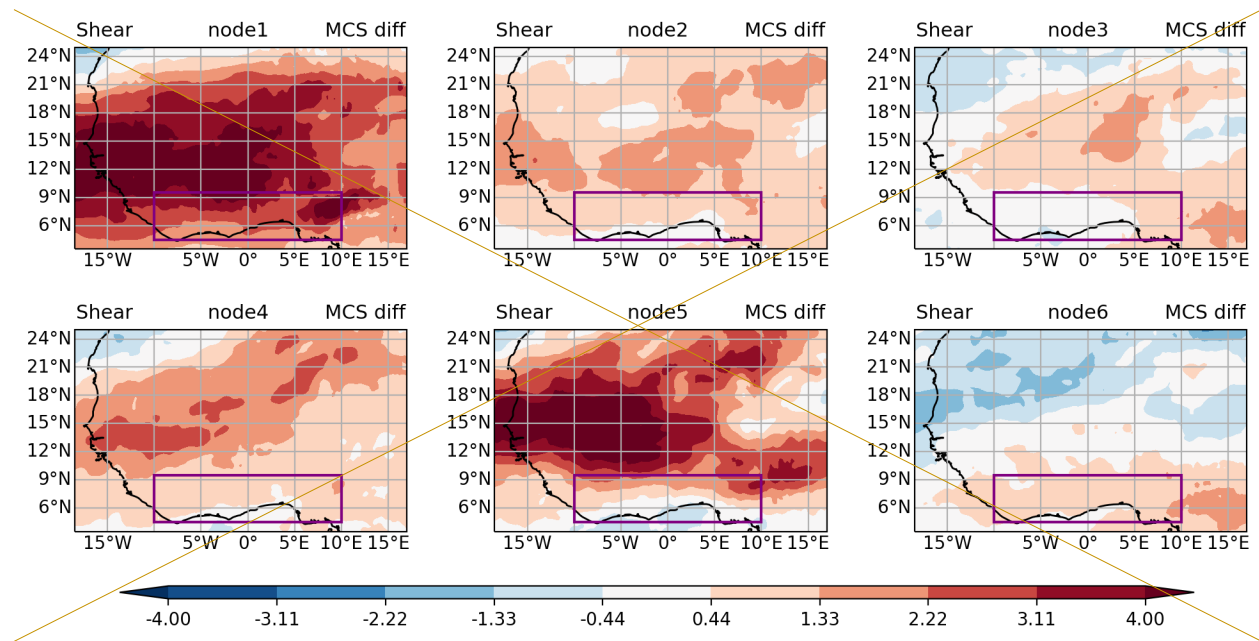 Shear node1 MCS diff Shear node2 MCS diff Shear node3 MCS diff
24°N 24°N 24°N
21°N 21°N 21°N
18°N 18°N 18°N
15°N 15°N 15°N
12°N 12°N 12°N
9°N 9°N 9°N
6°N 6°N 6°N
15°W 5°W 0° 5°E 10°E 15°E 15°W 5°W 0° 5°E 10°E 15°E 15°W 5°W 0° 5°E 10°E 15°E
Shear node4 MCS diff Shear node5 MCS diff Shear node6 MCS diff
24°N 24°N 24°N
21°N 21°N 21°N
18°N 18°N 18°N
15°N 15°N 15°N
12°N 12°N 12°N
9°N 9°N 9°N
6°N 6°N 6°N
15°W 5°W 0° 5°E 10°E 15°E 15°W 5°W 0° 5°E 10°E 15°E 15°W 5°W 0° 5°E 10°E 15°E
-4.00 -3.11 -2.22 -1.33 -0.44 0.44 1.33 2.22 3.11 4.00